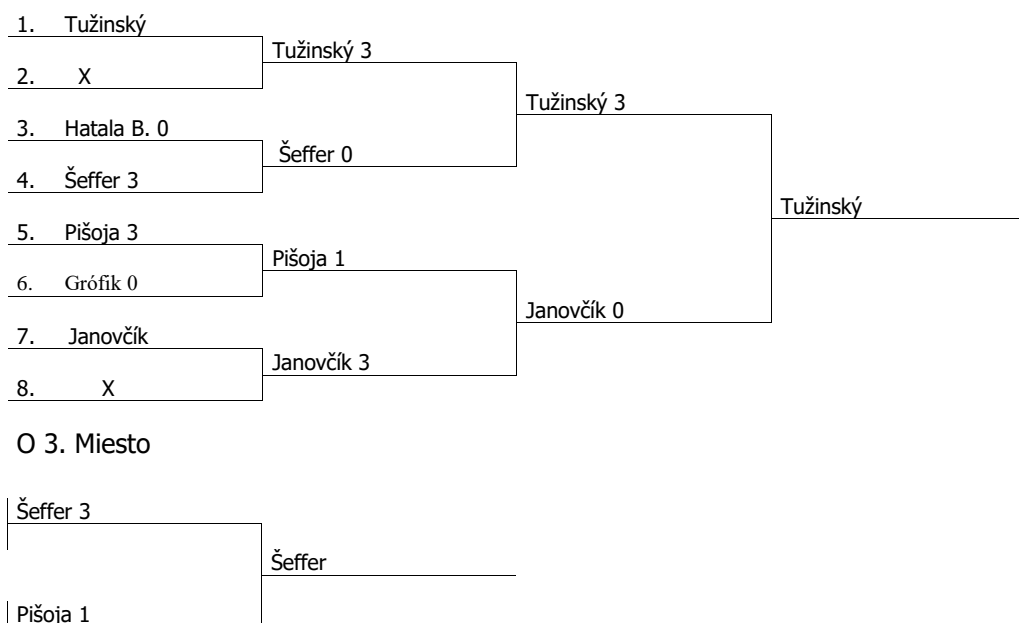 1. Tužinský
Tužinský 3
2. X
Tužinský 3
3. Hatala B. 0
Šeffer 0
4. Šeffer 3
Tužinský
5. Pišoja 3
Pišoja 1
6. Grófik 0
Janovčík 0
7. Janovčík
Janovčík 3
8. X
O 3. Miesto
Šeffer 3
Šeffer
Pišoja 1